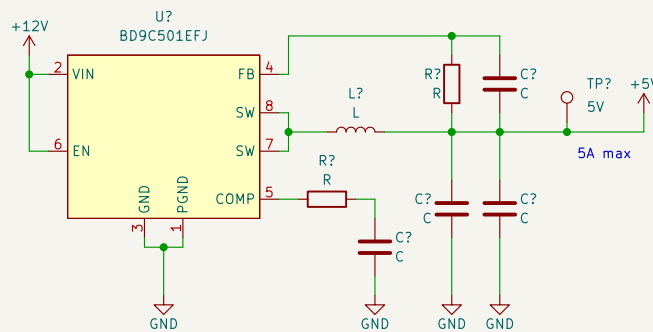 +12V
U?
BD9C501EFJ
2
VIN
FB
4
R?
R
C?
C
TP?
5V
+5V
SW
8
L?
L
6
EN
SW
7
5A max
R?
R
GND
PGND
COMP
5
C?
C
C?
C
3
1
C?
C
GND
GND
GND
GND